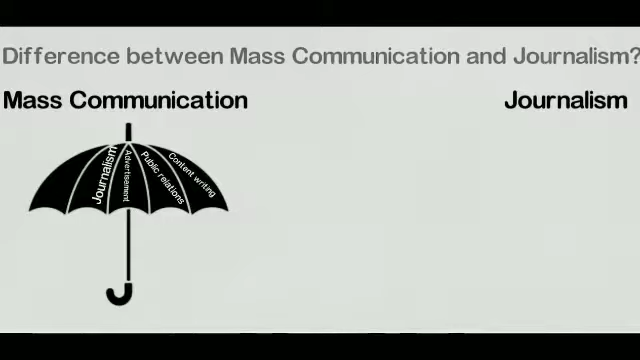 Difference between Mass Communication and Journalism?
Mass Communication
Journalism
Journalism
Advertisement
Public relations
Content writing